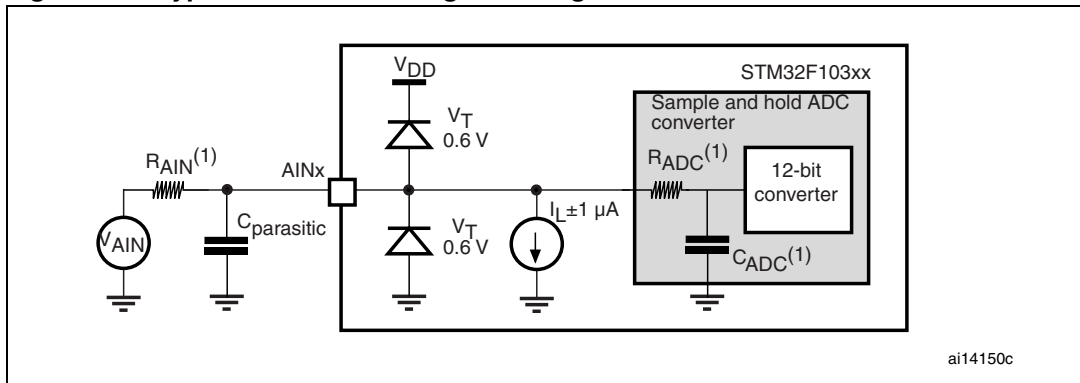 VDD
STM32F103xx
Sample and hold ADC
converter
VT
0.6 V
RAIN(1)
AINx
RADC(1)
12-bit
converter
VAIN
Cparasitic
VT
0.6 V
IL±1 µA
CADC(1)
ai14150c